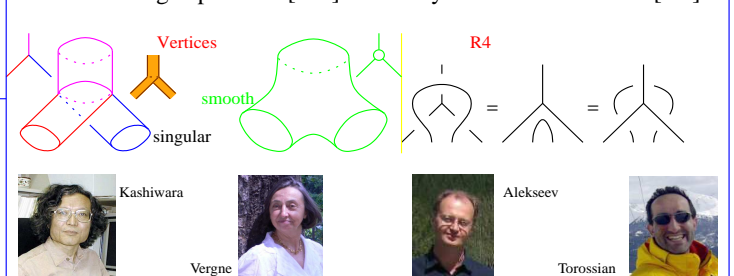 Vertices
R4
smooth
singular
= =
Kashiwara
Alekseev
Vergne
Torossian